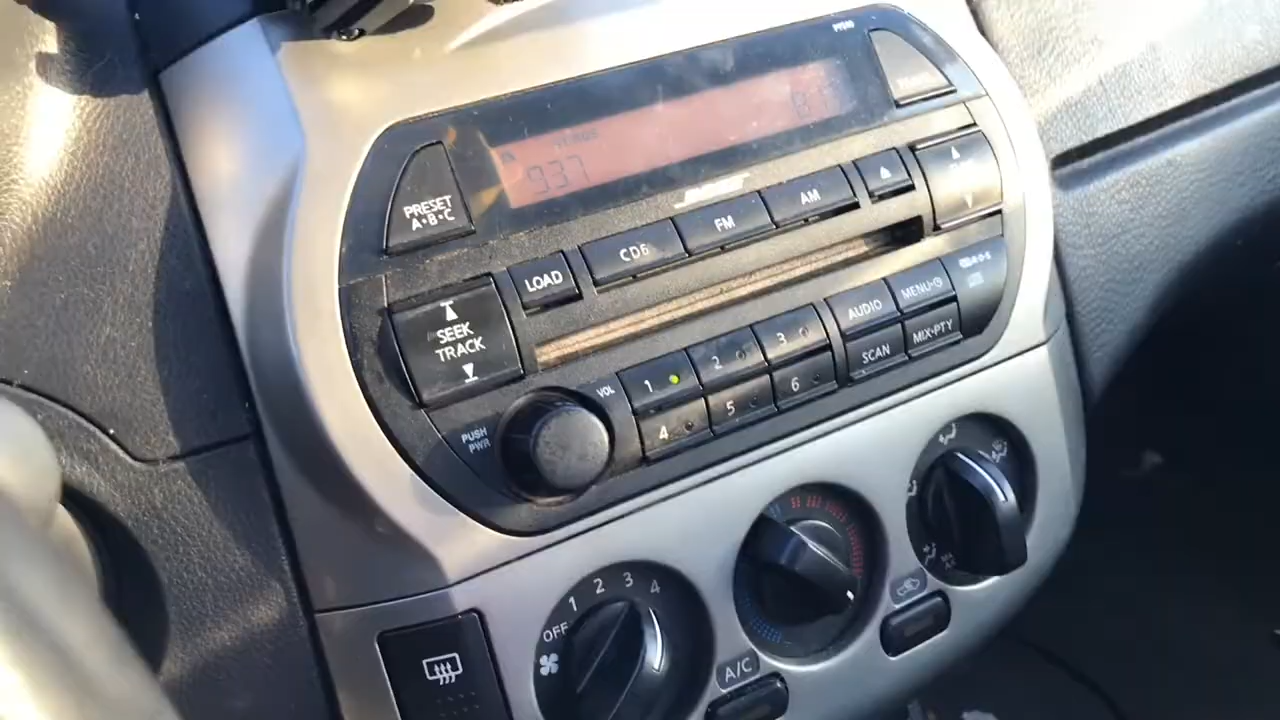 PY510
937
PRESET
A•B•C
BOSE
LOAD
CD6
FM
AM
SEEK
TRACK
VOL
1
2
3
4
5
6
AUDIO
MENU
SCAN
MIX•PTY
PUSH
PWR
OFF
1
2
3
4
A/C